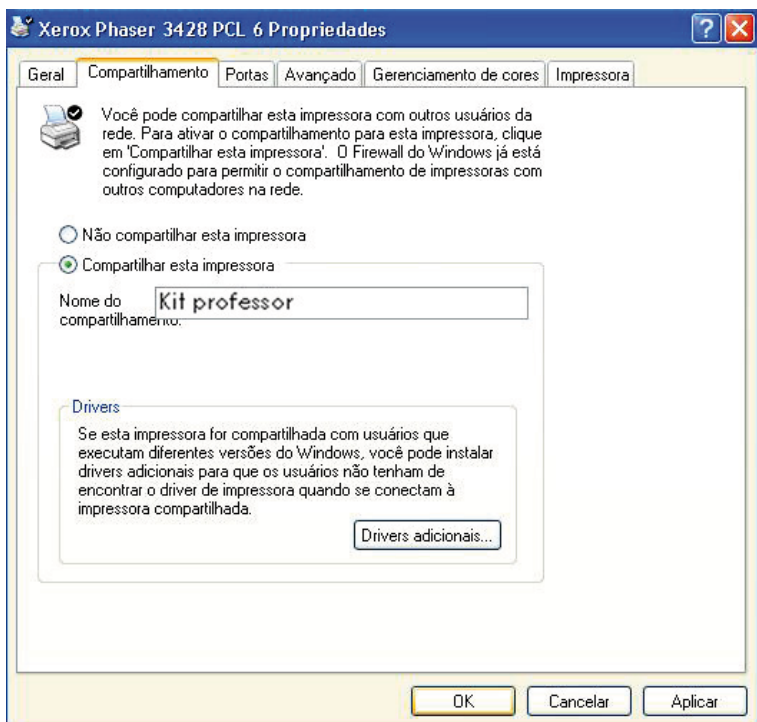 Xerox Phaser 3428 PCL 6 Propriedades
Geral Compartilhamento Portas Avançado Gerenciamento de cores Impressora
Você pode compartilhar esta impressora com outros usuários da
rede. Para ativar o compartilhamento para esta impressora, clique
em 'Compartilhar esta impressora'. O Firewall do Windows já está
configurado para permitir o compartilhamento de impressoras com
outros computadores na rede.
Não compartilhar esta impressora
Compartilhar esta impressora
Nome do
compartilhamento:
Kit professor
Drivers
Se esta impressora for compartilhada com usuários que
executam diferentes versões do Windows, você pode instalar
drivers adicionais para que os usuários não tenham de
encontrar o driver de impressora quando se conectam à
impressora compartilhada.
Drivers adicionais...
OK Cancelar Aplicar